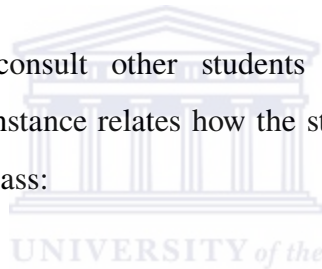 consult other students
nstance relates how the st
ass:
UNIVERSITY of the